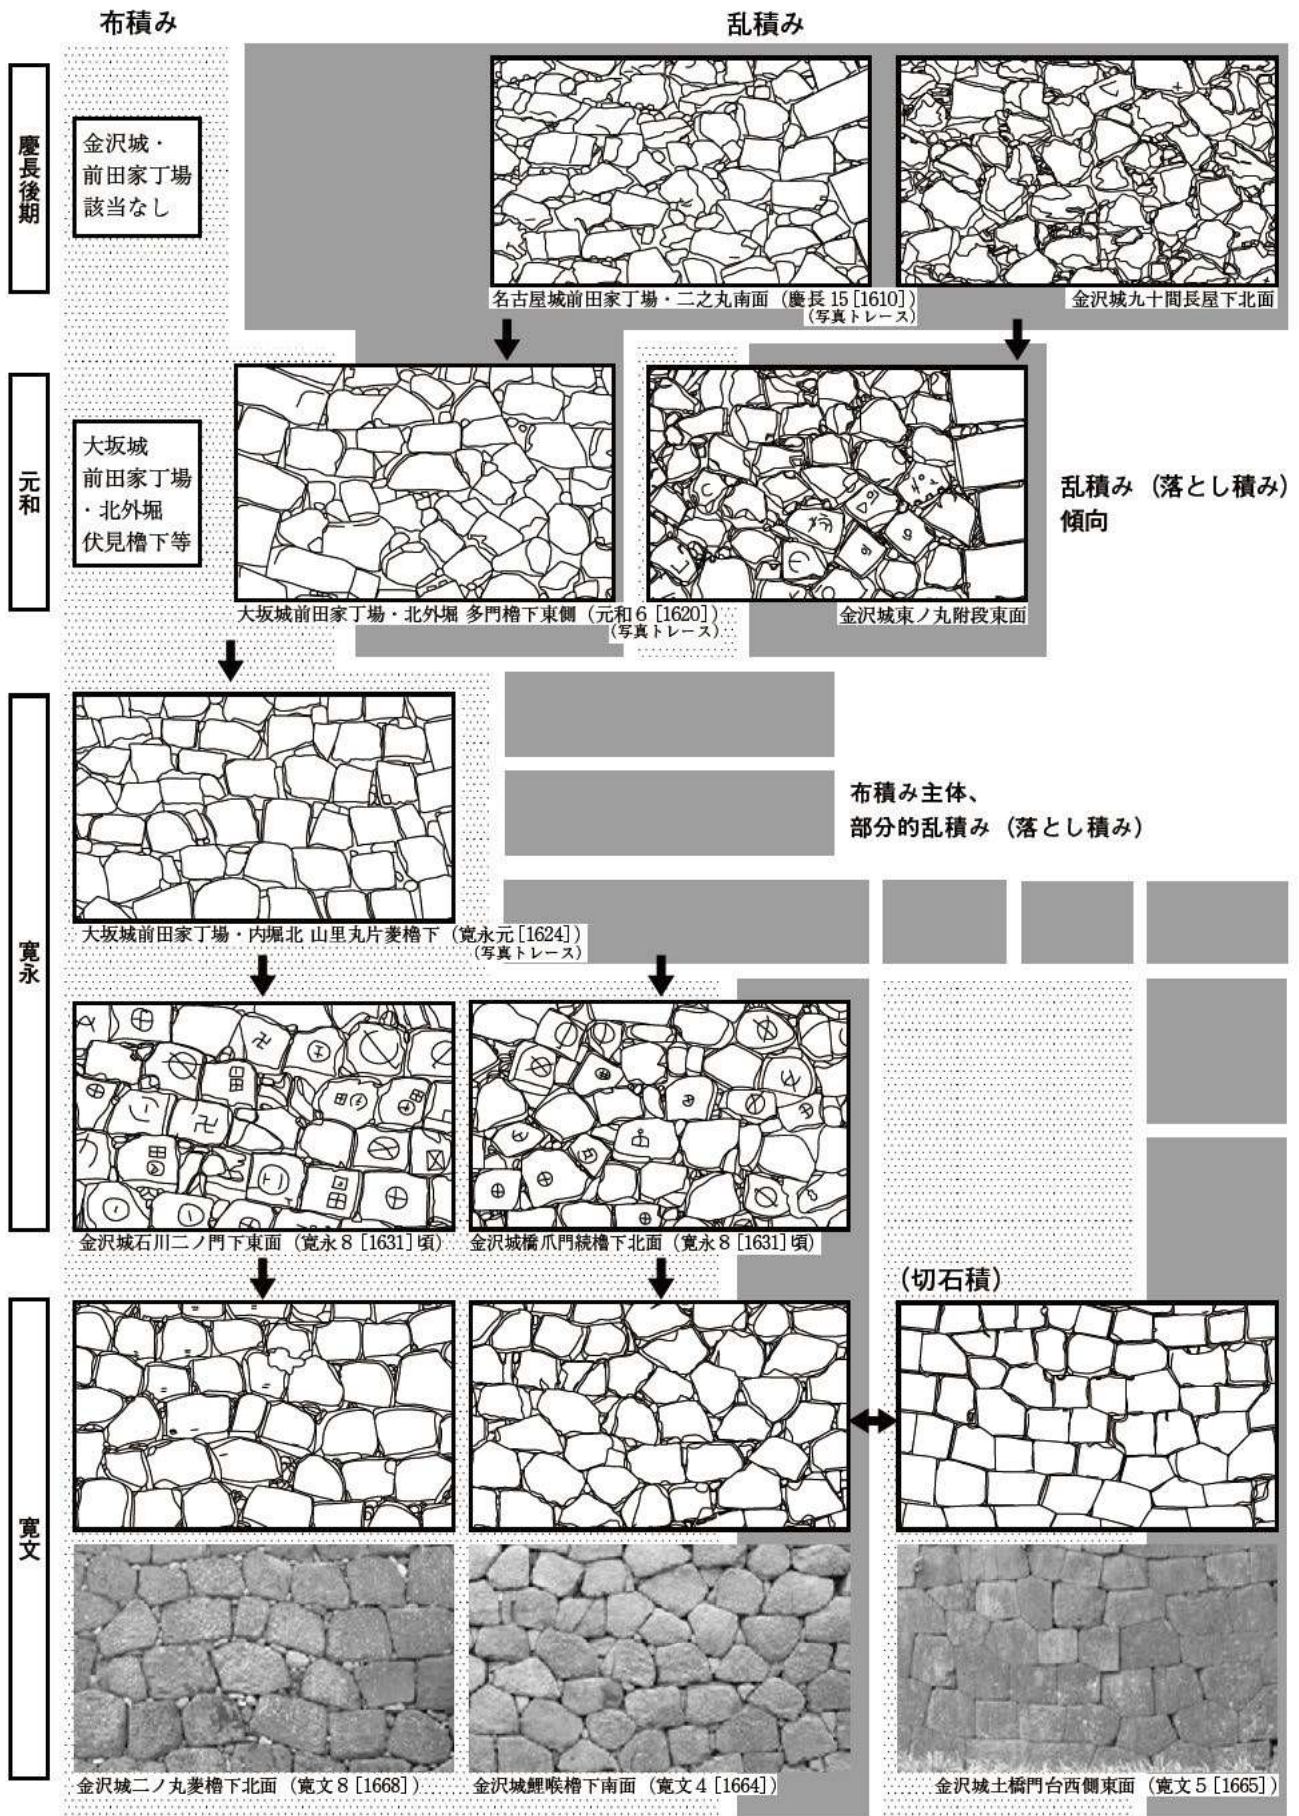 布積み
乱積み
慶長後期
金沢城・
前田家丁場
該当なし
名古屋城前田家丁場・二之丸南面（慶長 15 [1610]）
（写真トレース）
金沢城九十間長屋下北面
元和
大坂城
前田家丁場
・北外堀
伏見櫓下等
大坂城前田家丁場・北外堀 多門櫓下東側（元和 6 [1620]）
（写真トレース）
金沢城東ノ丸附段東面
乱積み（落とし積み）
傾向
寛永
布積み主体、
部分的乱積み（落とし積み）
大坂城前田家丁場・内堀北 山里丸片菱櫓下（寛永元 [1624]）
（写真トレース）
金沢城石川二ノ門下東面（寛永 8 [1631] 頃）
金沢城橋爪門続櫓下北面（寛永 8 [1631] 頃）
（切石積）
寛文
金沢城二ノ丸菱櫓下北面（寛文 8 [1668]）
金沢城鯉喉櫓下南面（寛文 4 [1664]）
金沢城土橋門台西側東面（寛文 5 [1665]）